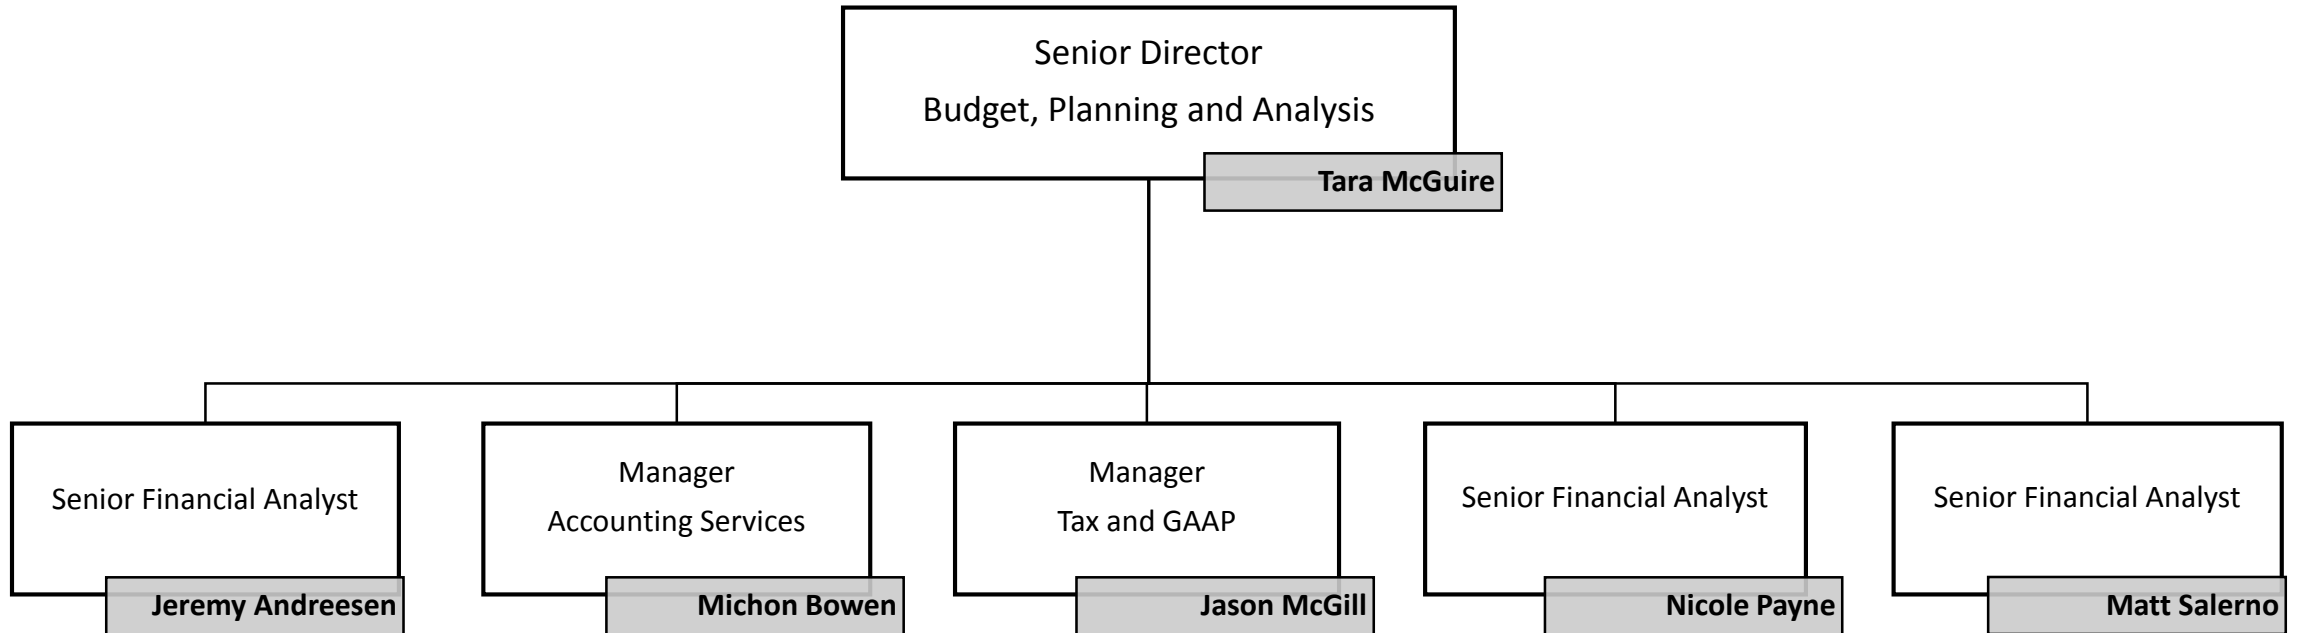 Senior Director
Budget, Planning and Analysis
Tara McGuire
Senior Financial Analyst
Jeremy Andreesen
Manager
Accounting Services
Michon Bowen
Manager
Tax and GAAP
Jason McGill
Senior Financial Analyst
Nicole Payne
Senior Financial Analyst
Matt Salerno